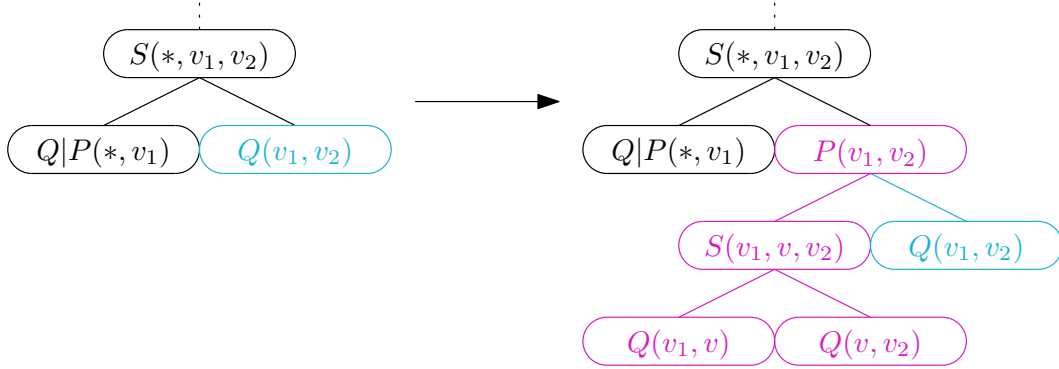 S(∗, v₁, v₂) S(∗, v₁, v₂)
Q|P(∗, v₁) Q(v₁, v₂) Q|P(∗, v₁) P(v₁, v₂)
S(v₁, v, v₂) Q(v₁, v₂)
Q(v₁, v) Q(v, v₂)